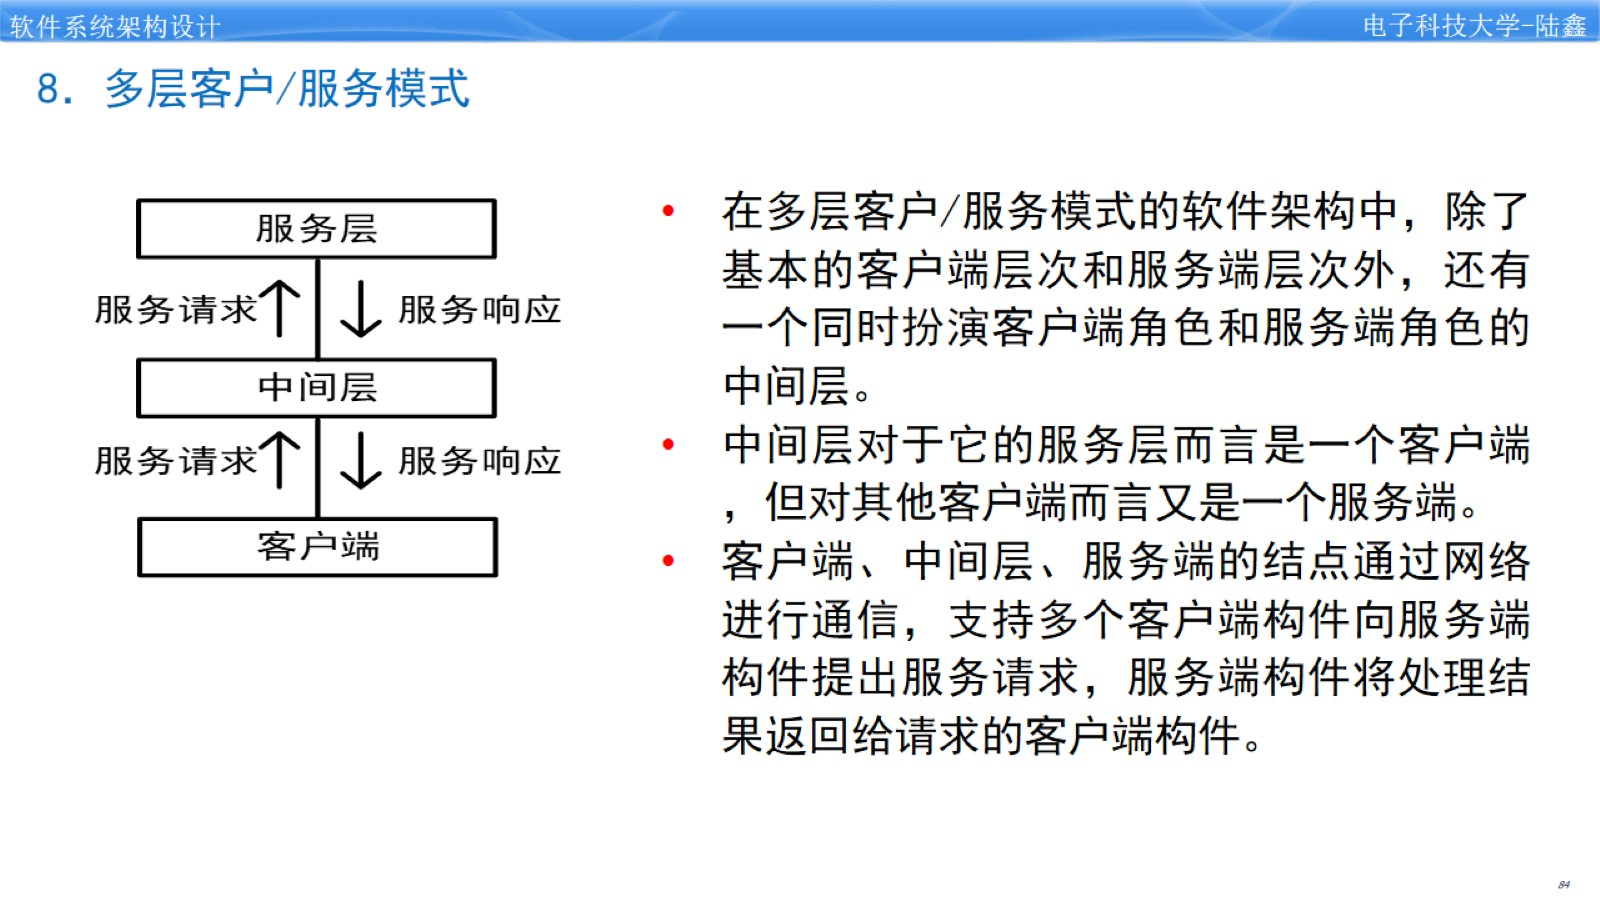 软件系统架构设计
电子科技大学-陆鑫
8. 多层客户/服务模式
服务层
服务请求
服务响应
中间层
服务请求
服务响应
客户端
• 在多层客户/服务模式的软件架构中，除了
基本的客户端层次和服务端层次外，还有
一个同时扮演客户端角色和服务端角色的
中间层。
• 中间层对于它的服务层而言是一个客户端
，但对其他客户端而言又是一个服务端。
• 客户端、中间层、服务端的结点通过网络
进行通信，支持多个客户端构件向服务端
构件提出服务请求，服务端构件将处理结
果返回给请求的客户端构件。
84